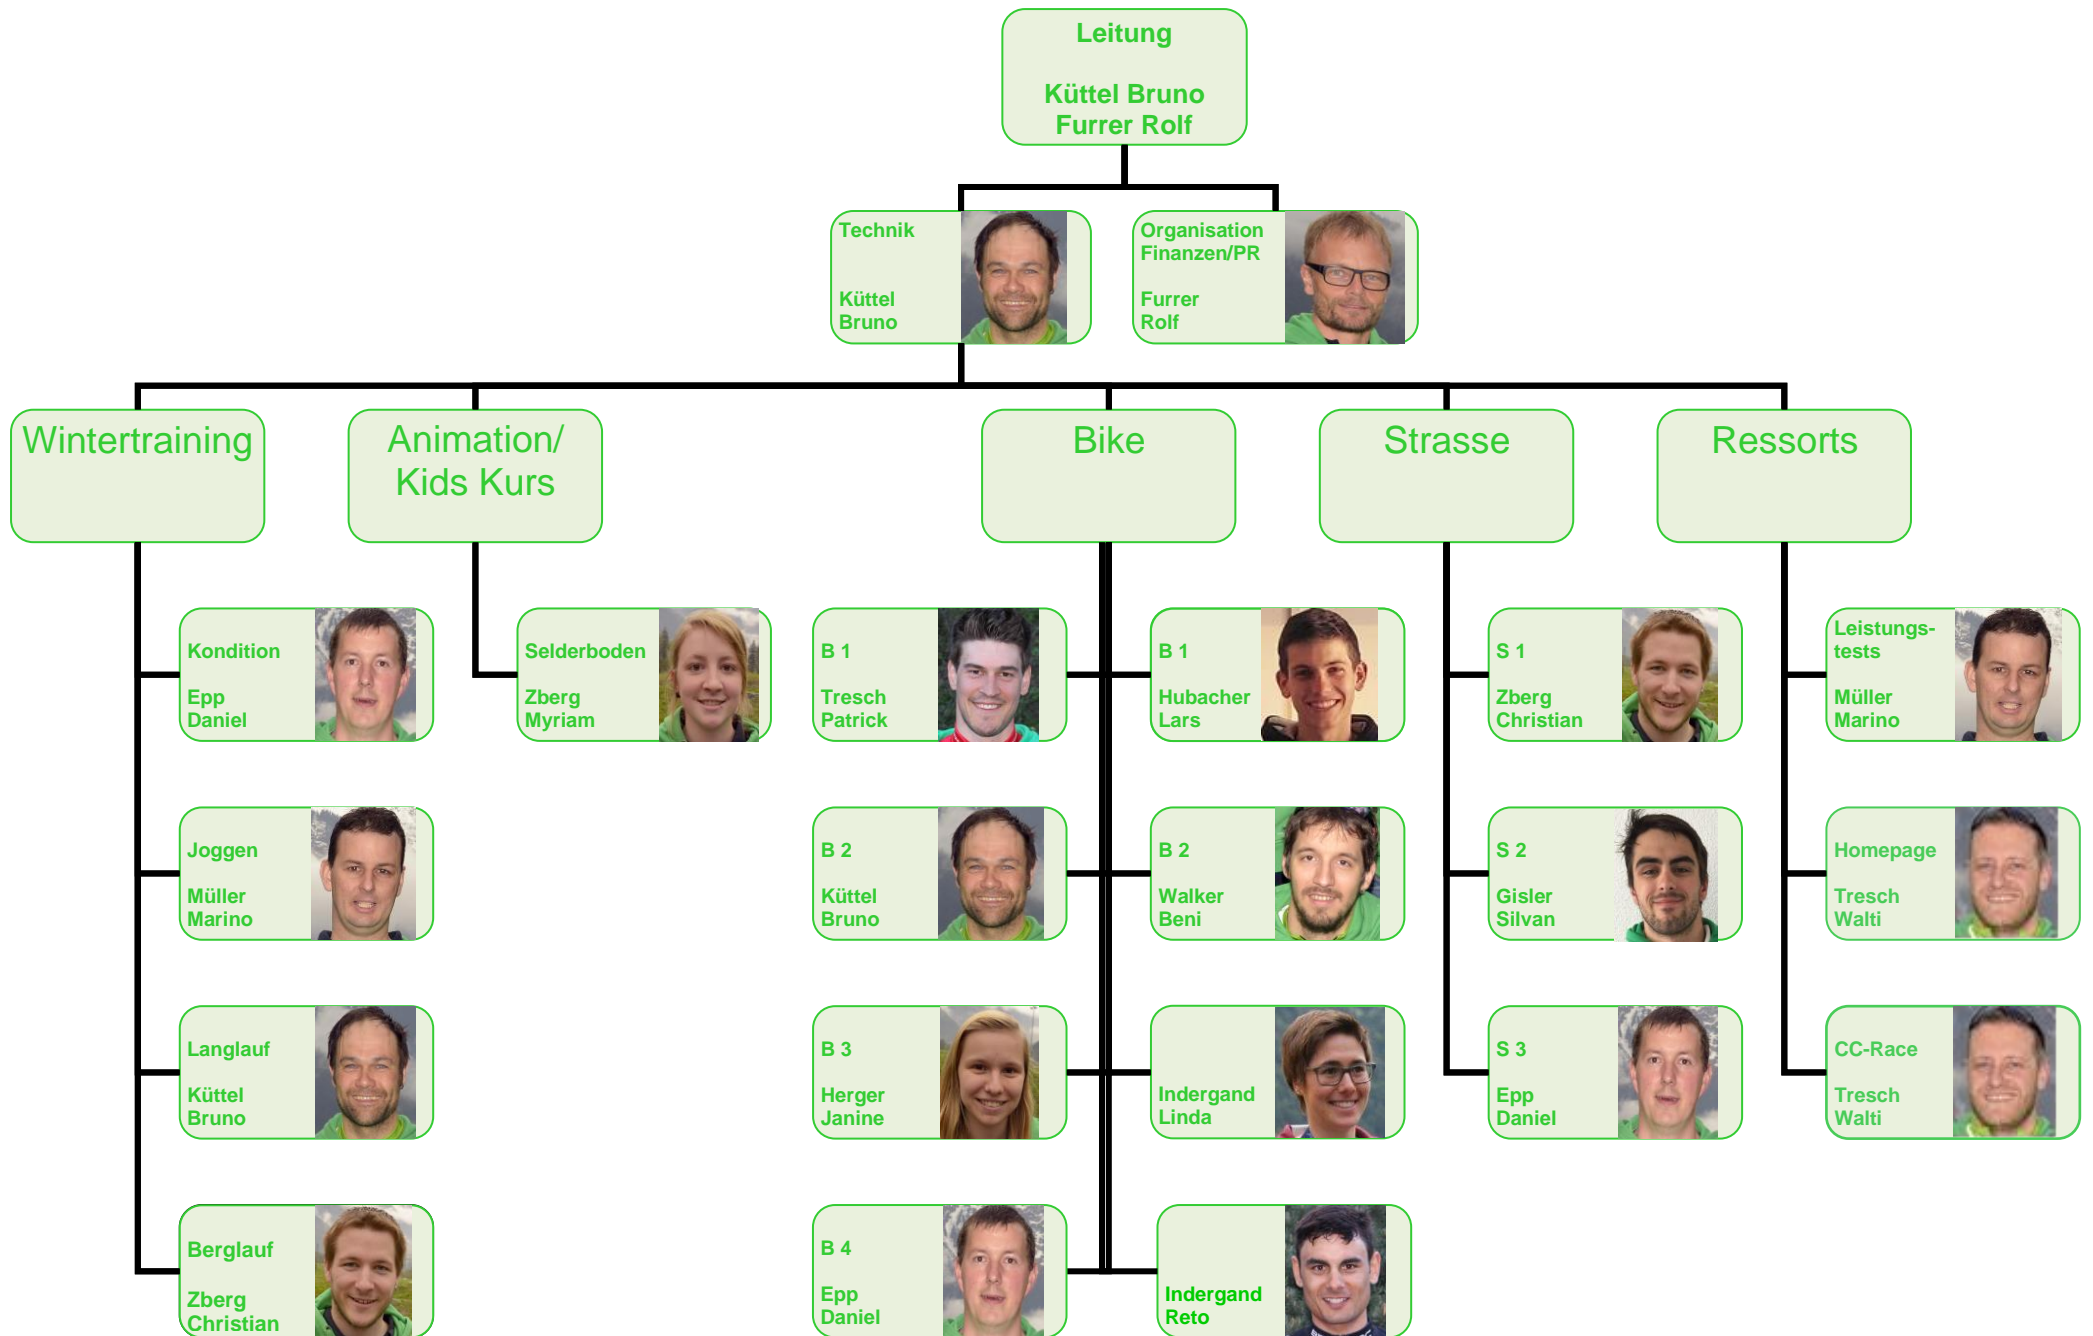 Leitung
Küttel Bruno
Furrer Rolf
Technik
Küttel
Bruno
Organisation
Finanzen/PR
Furrer
Rolf
Wintertraining
Animation/
Kids Kurs
Bike
Strasse
Ressorts
Kondition
Epp
Daniel
Selderboden
Zberg
Myriam
B 1
Tresch
Patrick
B 1
Hubacher
Lars
S 1
Zberg
Christian
Leistungs-
tests
Müller
Marino
Joggen
Müller
Marino
B 2
Küttel
Bruno
B 2
Walker
Beni
S 2
Gisler
Silvan
Homepage
Tresch
Walti
Langlauf
Küttel
Bruno
B 3
Herger
Janine
Indergand
Linda
S 3
Epp
Daniel
CC-Race
Tresch
Walti
Berglauf
Zberg
Christian
B 4
Epp
Daniel
Indergand
Reto